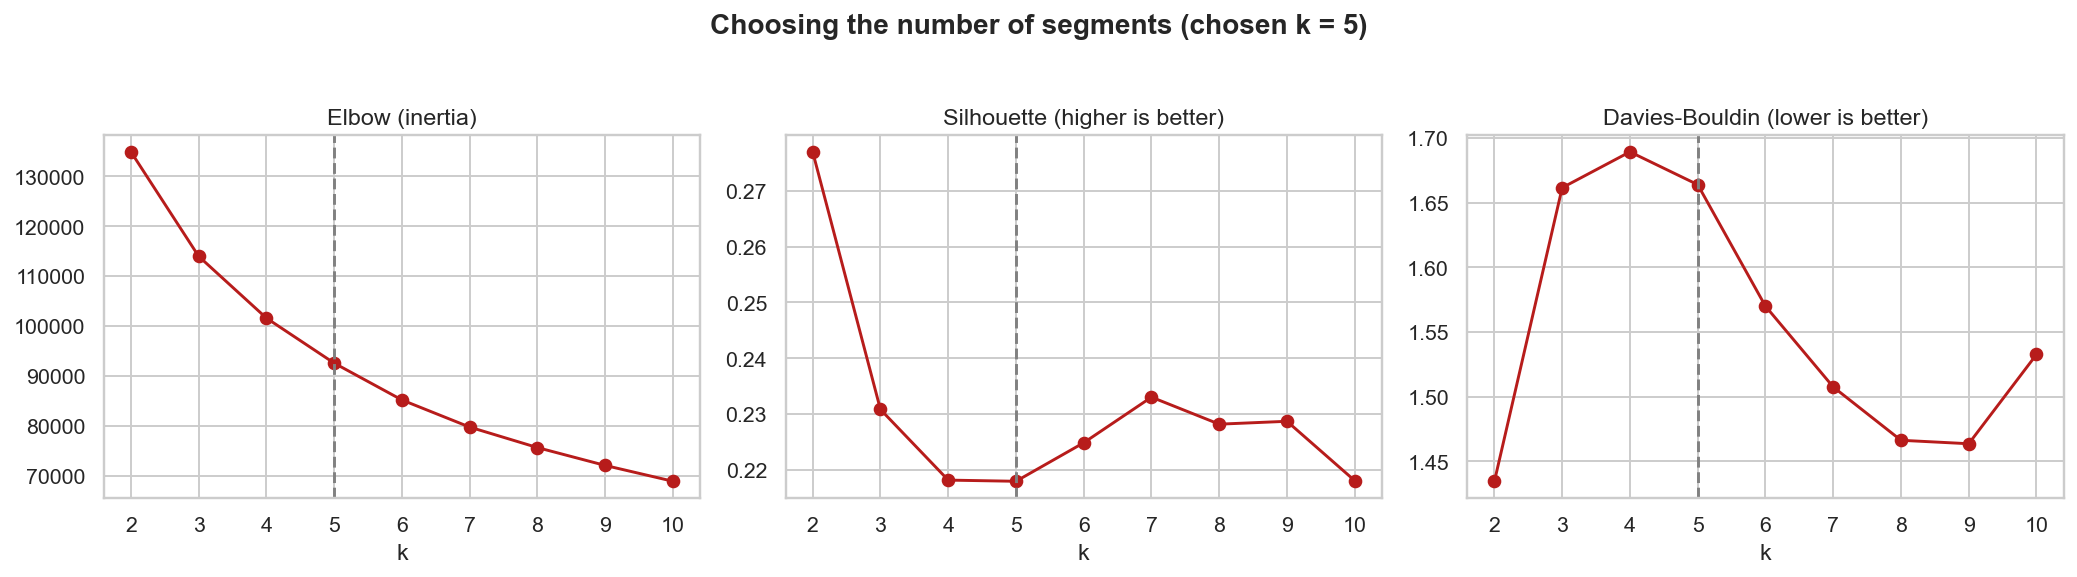 Choosing the number of segments (chosen k = 5)
Elbow (inertia)
130000
120000
110000
100000
90000
80000
70000
2 3 4 5 6 7 8 9 10
k
Silhouette (higher is better)
0.27
0.26
0.25
0.24
0.23
0.22
2 3 4 5 6 7 8 9 10
k
Davies-Bouldin (lower is better)
1.70
1.65
1.60
1.55
1.50
1.45
2 3 4 5 6 7 8 9 10
k